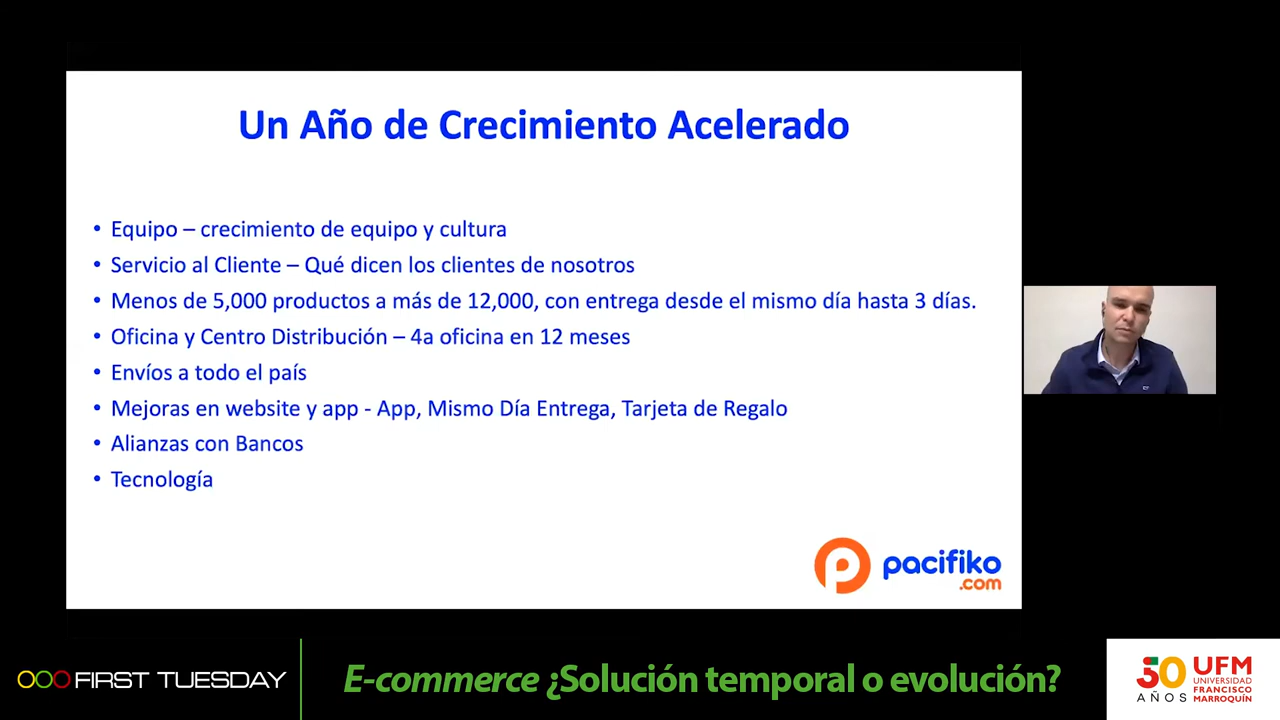 Un Año de Crecimiento Acelerado
• Equipo – crecimiento de equipo y cultura
• Servicio al Cliente – Qué dicen los clientes de nosotros
• Menos de 5,000 productos a más de 12,000, con entrega desde el mismo día hasta 3 días.
• Oficina y Centro Distribución – 4a oficina en 12 meses
• Envíos a todo el país
• Mejoras en website y app - App, Mismo Día Entrega, Tarjeta de Regalo
• Alianzas con Bancos
• Tecnología
pacifiko
.com
FIRST TUESDAY
E-commerce ¿Solución temporal o evolución?
50
AÑOS
UFM
UNIVERSIDAD
FRANCISCO
MARROQUÍN